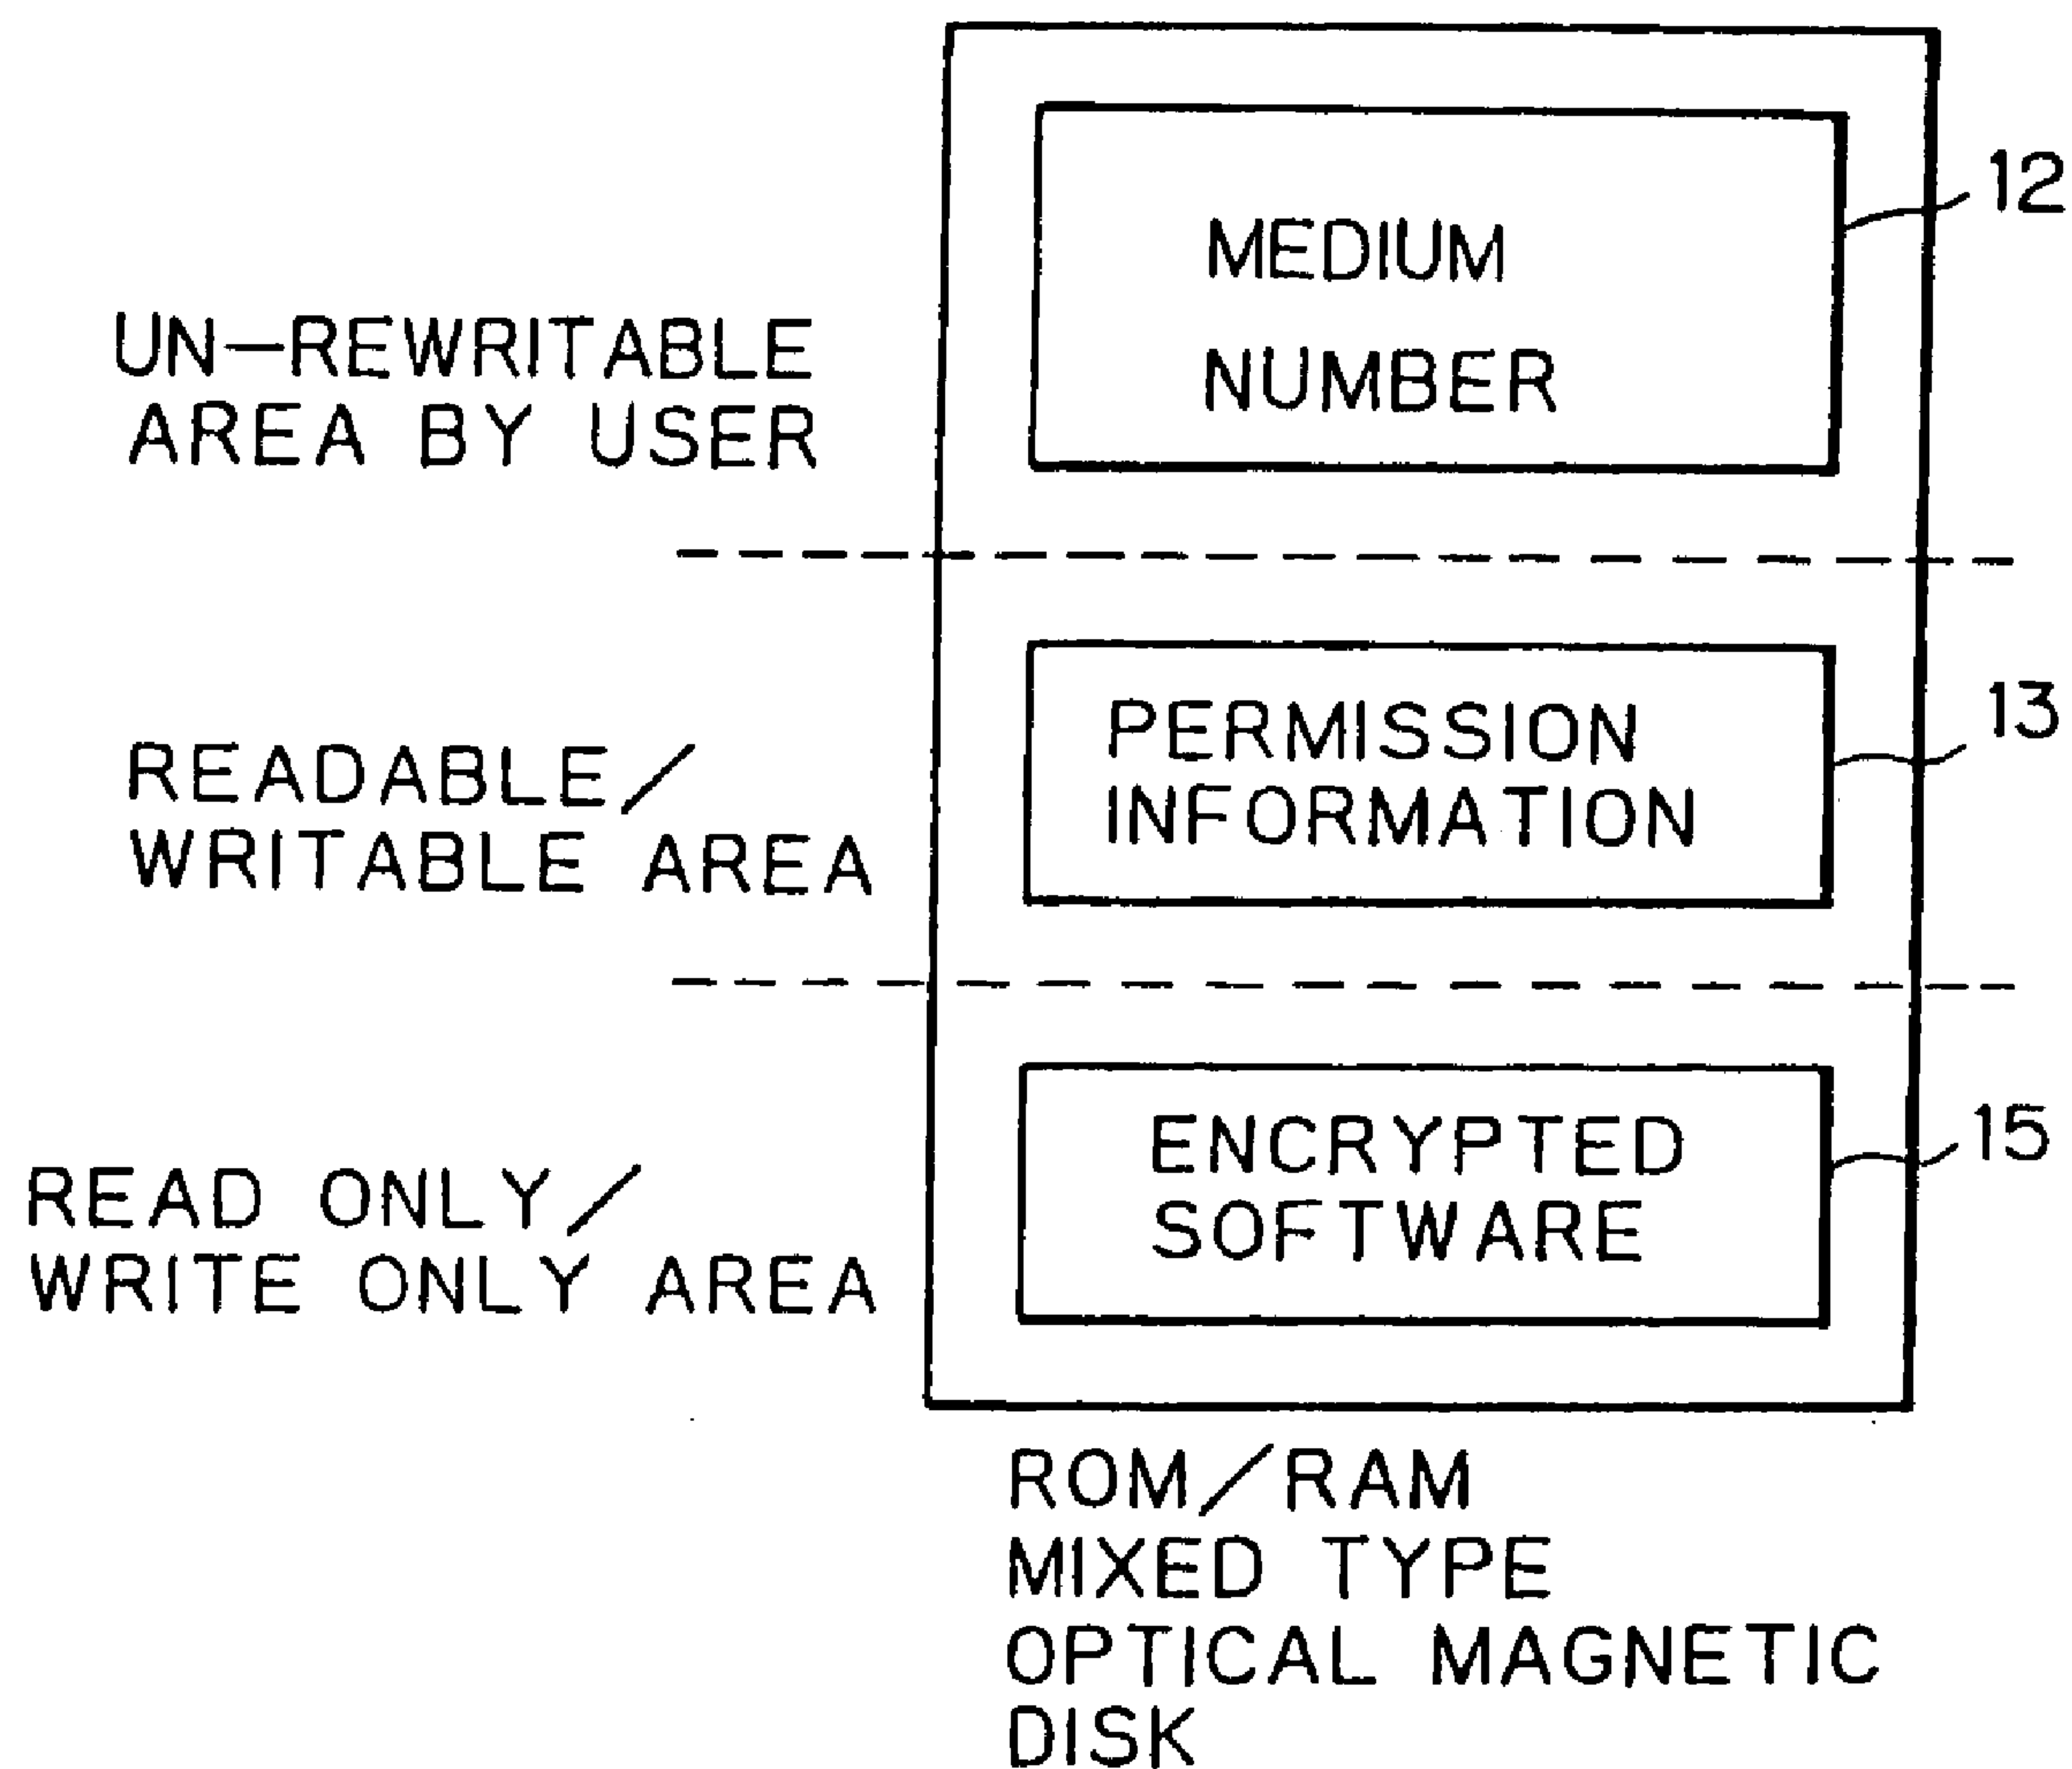 12
MEDIUM
NUMBER
UN-REWRITABLE
AREA BY USER
13
PERMISSION
INFORMATION
READABLE/
WRITABLE AREA
15
ENCRYPTED
SOFTWARE
READ ONLY/
WRITE ONLY AREA
ROM/RAM
MIXED TYPE
OPTICAL MAGNETIC
DISK